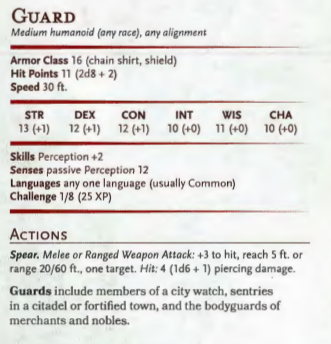 GUARD
Medium humanoid (any race), any alignment
Armor Class 16 (chain shirt, shield)
Hit Points 11 (2d8 + 2)
Speed 30 ft.
STR DEX CON INT WIS CHA
13 (+1) 12 (+1) 12 (+1) 10 (+0) 11 (+0) 10 (+0)
Skills Perception +2
Senses passive Perception 12
Languages any one language (usually Common)
Challenge 1/8 (25 XP)
ACTIONS
Spear. Melee or Ranged Weapon Attack: +3 to hit, reach 5 ft. or
range 20/60 ft., one target. Hit: 4 (1d6 + 1) piercing damage.
Guards include members of a city watch, sentries
in a citadel or fortified town, and the bodyguards of
merchants and nobles.